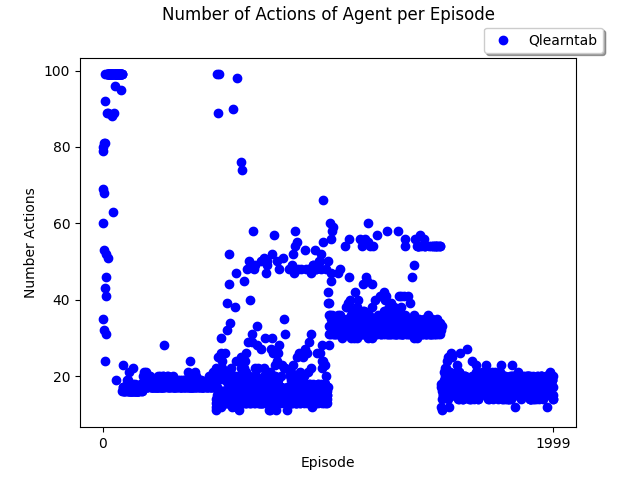 Number of Actions of Agent per Episode
Qlearntab
100
80
60
40
20
Number Actions
0
1999
Episode